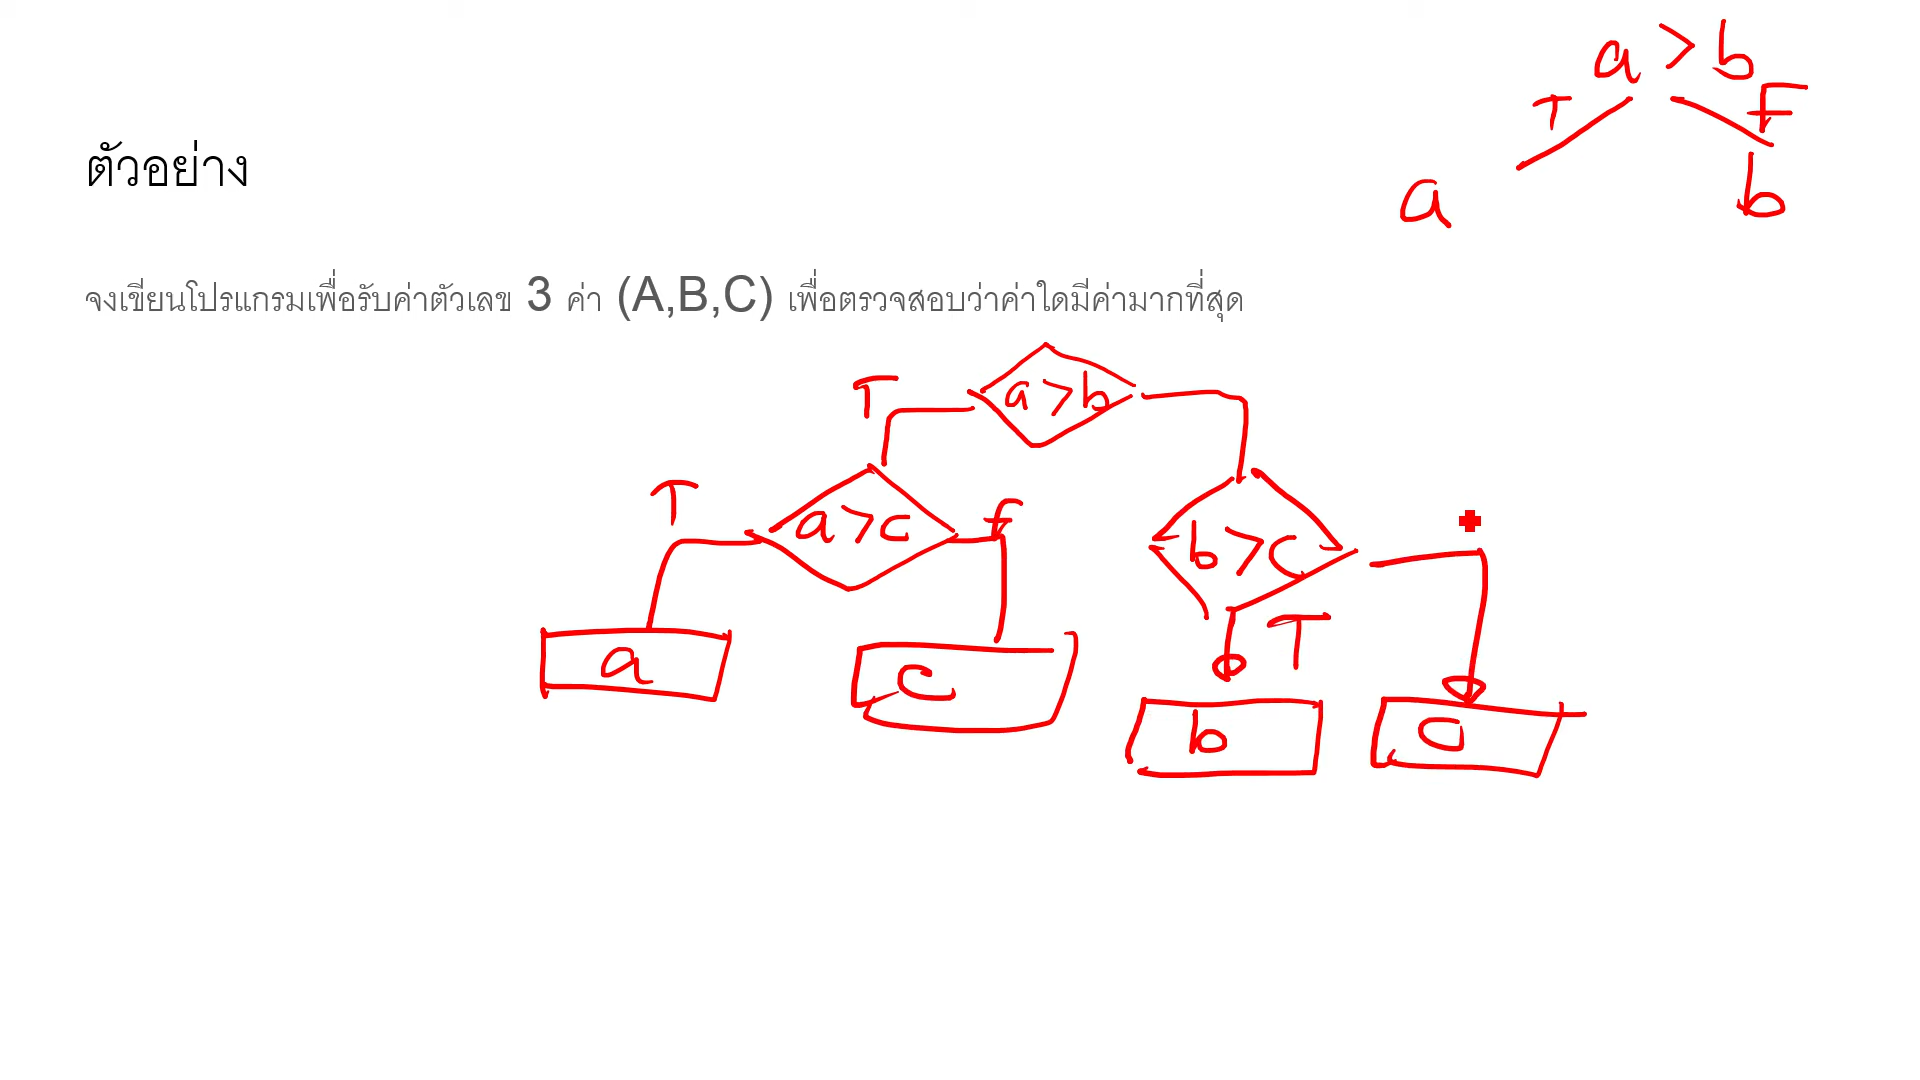 a > b
T F
ตัวอย่าง
a b
จงเขียนโปรแกรมเพื่อรับค่าตัวเลข 3 ค่า (A,B,C) เพื่อตรวจสอบว่าค่าใดมีค่ามากที่สุด
T a>b
T a>c f b>c
T
a c b